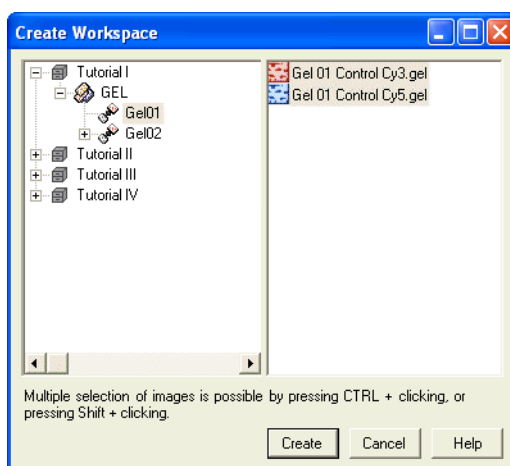 Create Workspace
Tutorial I
GEL
Gel01
Gel02
Tutorial II
Tutorial III
Tutorial IV
Gel 01 Control Cy3.gel
Gel 01 Control Cy5.gel
Multiple selection of images is possible by pressing CTRL + clicking, or
pressing Shift + clicking.
Create
Cancel
Help